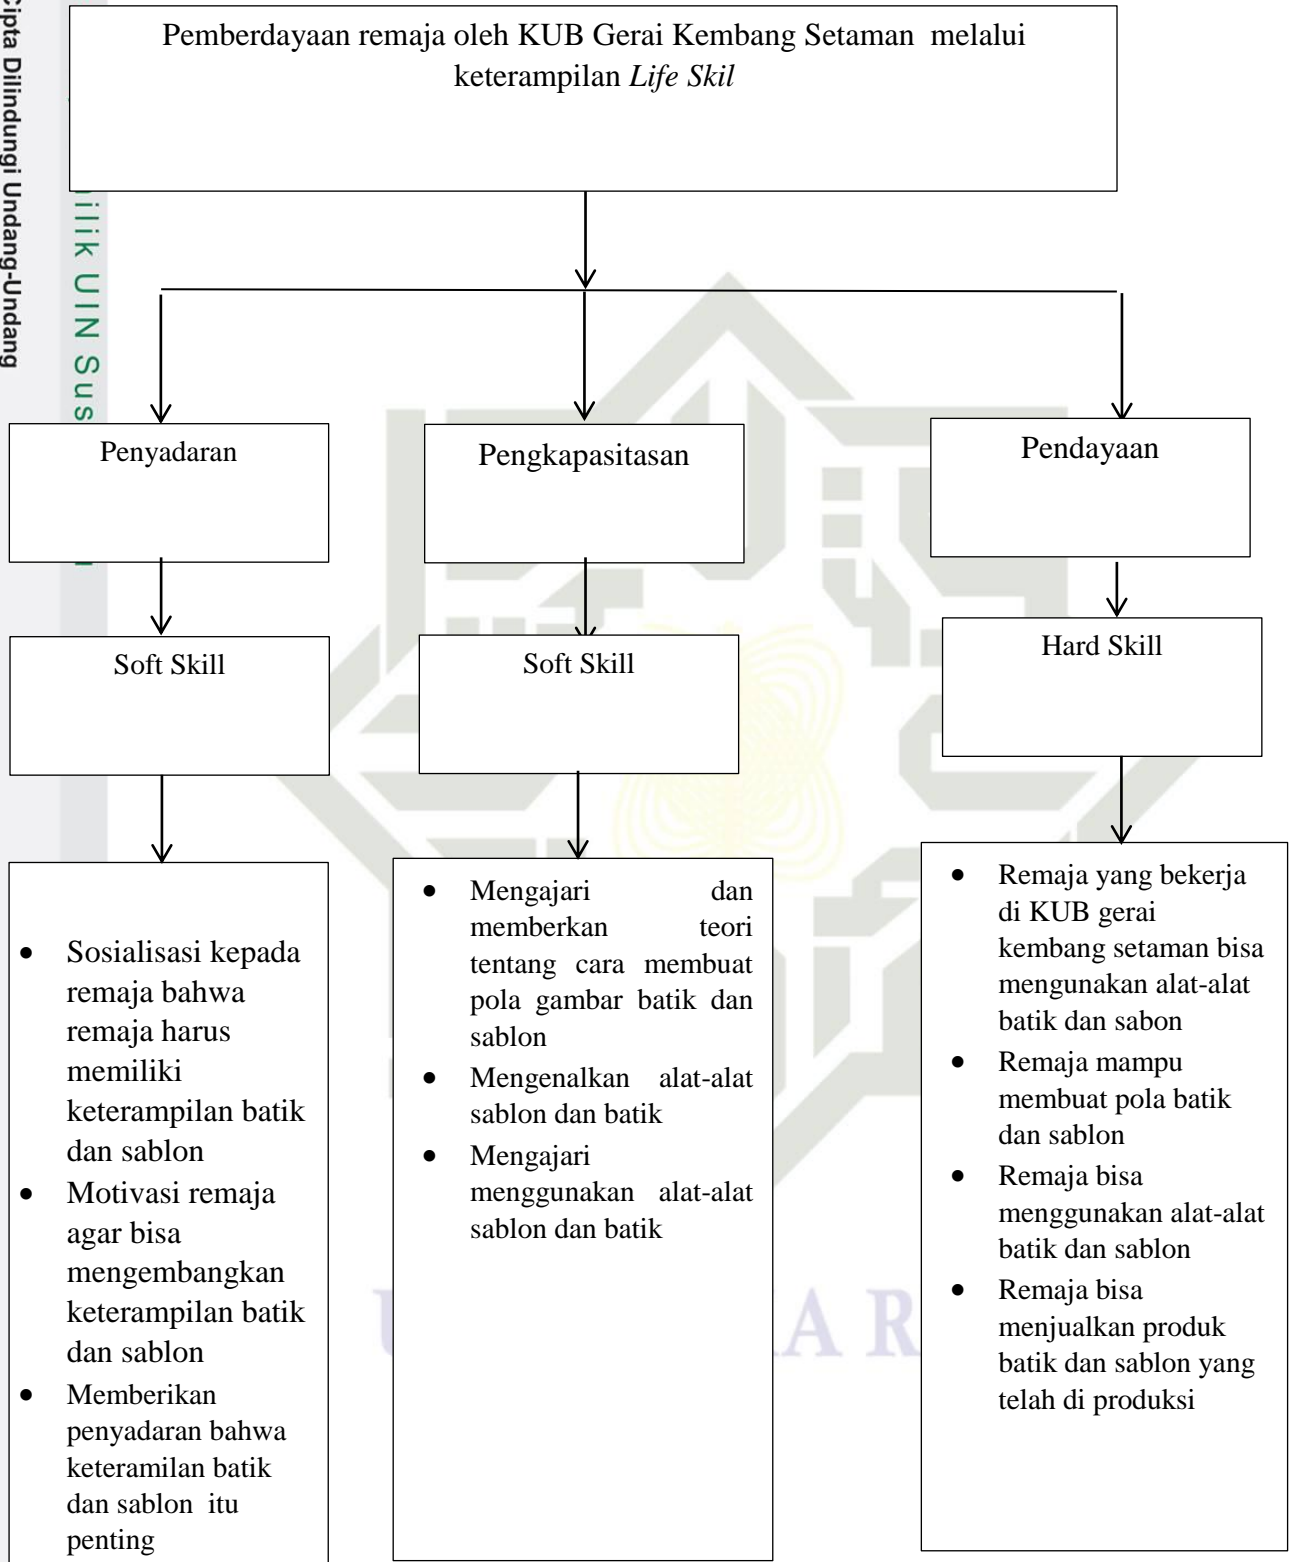 Cipta Dilindungi Undang-Undang
milik UIN Sus
Pemberdayaan remaja oleh KUB Gerai Kembang Setaman melalui
keterampilan Life Skil
Penyadaran
Pengkapasitasan
Pendayaan
Soft Skill
Soft Skill
Hard Skill
• Sosialisasi kepada
remaja bahwa
remaja harus
memiliki
keterampilan batik
dan sablon
• Motivasi remaja
agar bisa
mengembangkan
keterampilan batik
dan sablon
• Memberikan
penyadaran bahwa
keteramilan batik
dan sablon itu
penting
• Mengajari dan
memberkan teori
tentang cara membuat
pola gambar batik dan
sablon
• Mengenalkan alat-alat
sablon dan batik
• Mengajari
menggunakan alat-alat
sablon dan batik
• Remaja yang bekerja
di KUB gerai
kembang setaman bisa
mengunakan alat-alat
batik dan sabon
• Remaja mampu
membuat pola batik
dan sablon
• Remaja bisa
menggunakan alat-alat
batik dan sablon
• Remaja bisa
menjualkan produk
batik dan sablon yang
telah di produksi